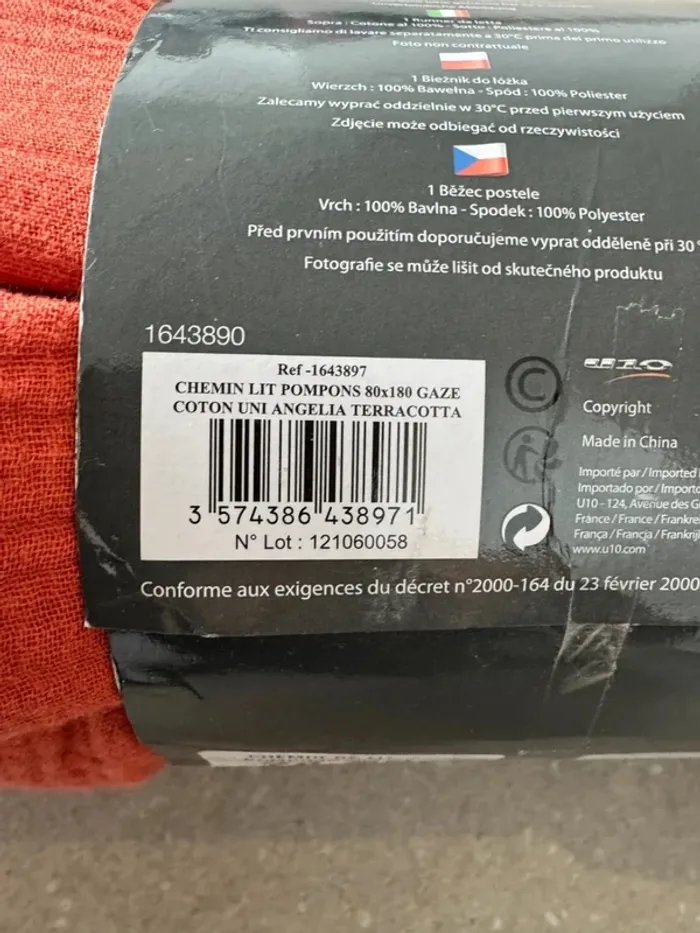 1 Runner da letto
Sopra : Cotone al 100% - Sotto : Poliestere al 100%
Ti consigliamo di lavare separatamente a 30°C prima del primo utilizzo
Foto non contrattuale
1 Bieżnik do łóżka
Wierzch : 100% Bawełna - Spód : 100% Poliester
Zalecamy wyprać oddzielnie w 30°C przed pierwszym użyciem
Zdjęcie może odbiegać od rzeczywistości
1 Běžec postele
Vrch : 100% Bavlna - Spodek : 100% Polyester
Před prvním použitím doporučujeme vyprat odděleně při 30°
Fotografie se může lišit od skutečného produktu
1643890
Ref -1643897
CHEMIN LIT POMPONS 80x180 GAZE
COTON UNI ANGELIA TERRACOTTA
3 574386 438971
N° Lot : 121060058
U10
Copyright
Made in China
Importé par / Imported
Importado por / Importo
U10 - 124, Avenue des G
France / France / Frankre
França / Francja / Frankrij
www.u10.com
Conforme aux exigences du décret n°2000-164 du 23 février 2000